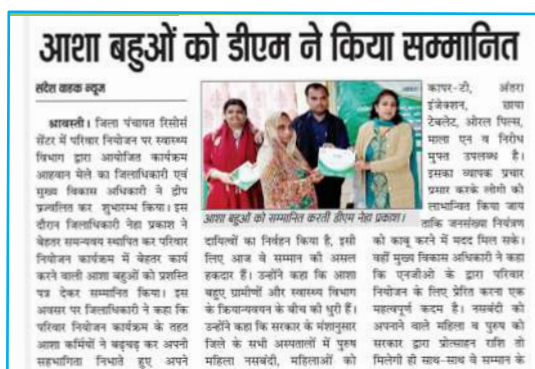 आशा बहुओं को डीएम ने किया सम्मानित
संदेश वाहक न्यूज
श्रावस्ती। जिला पंचायत रिसोर्स
सेंटर में परिवार नियोजन पर स्वास्थ्य
विभाग द्वारा आयोजित कार्यक्रम
आहवान मेले का जिलाधिकारी एवं
मुख्य विकास अधिकारी ने द्वीप
प्रज्वलित कर शुभारम्भ किया। इस
दौरान जिलाधिकारी नेहा प्रकाश ने
बेहतर समन्वयव स्थापित कर परिवार
नियोजन कार्यक्रम में बेहतर कार्य
करने वाली आशा बहुओं को प्रशस्ति
पत्र देकर सम्मानित किया। इस
अवसर पर जिलाधिकारी ने कहा कि
परिवार नियोजन कार्यक्रम के तहत
आशा कर्मियों ने बढ़चढ़ कर अपनी
सहभागिता निभाते हुए अपने
आशा बहुओं को सम्मानित करती डीएम नेहा प्रकाश।
दायित्वों का निर्वहन किया है, इसी
लिए आज वे सम्मान की असल
हकदार हैं। उन्होंने कहा कि आशा
बहुए ग्रामीणों और स्वास्थ्य विभाग
के क्रियान्वयवन के बीच की धुरी हैं।
उन्होंने कहा कि सरकार के मंशानुसार
जिले के सभी अस्पतालों में पुरुष
महिला नसबंदी, महिलाओं को
कापर-टी, अंतरा
इंजेक्शन, छाया
टेबलेट, ओरल पिल्स,
माला एन व निरोध
मुफ्त उपलब्ध है।
इसका व्यापक प्रचार
प्रसार करके लोगों को
लाभान्वित किया जाय
ताकि जनसंख्या नियंत्रण
को काबू करने में मदद मिल सके।
वहीं मुख्य विकास अधिकारी ने कहा
कि एनजीओ के द्वारा परिवार
नियोजन के लिए प्रेरित करना एक
महत्वपूर्ण कदम है। नसबंदी को
अपनाने वाले महिला व पुरुष को
सरकार द्वारा प्रोत्साहन राशि तो
मिलेगी ही साथ-साथ वे सम्मान के